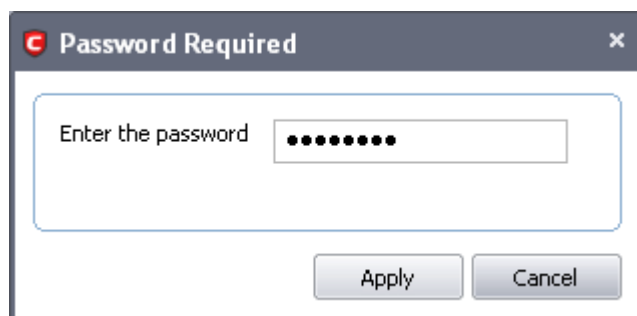 Password Required
Enter the password ••••••••
Apply Cancel